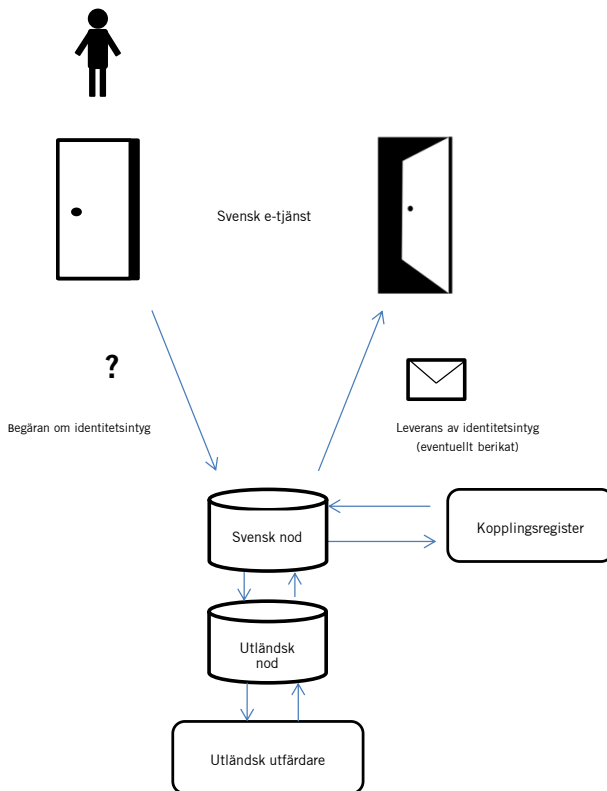 Svensk e-tjänst
?
Begäran om identitetsintyg
Leverans av identitetsintyg
(eventuellt berikat)
Svensk nod
Kopplingsregister
Utländsk
nod
Utländsk utfärdare